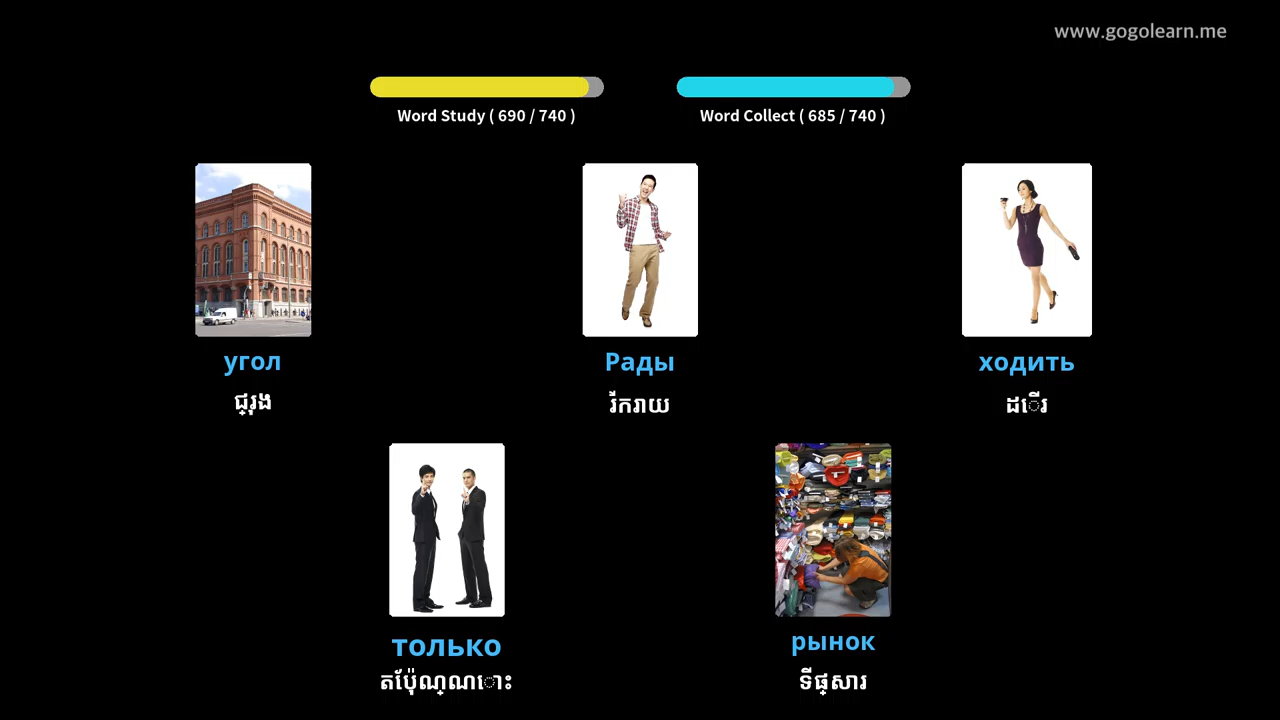 www.gogolearn.me
Word Study ( 690 / 740 )
Word Collect ( 685 / 740 )
угол
ជ្រុង
Рады
រីករាយ
ходить
ដើរ
только
តប៉ុែណ្ណោះ
рынок
ទីផ្សារ